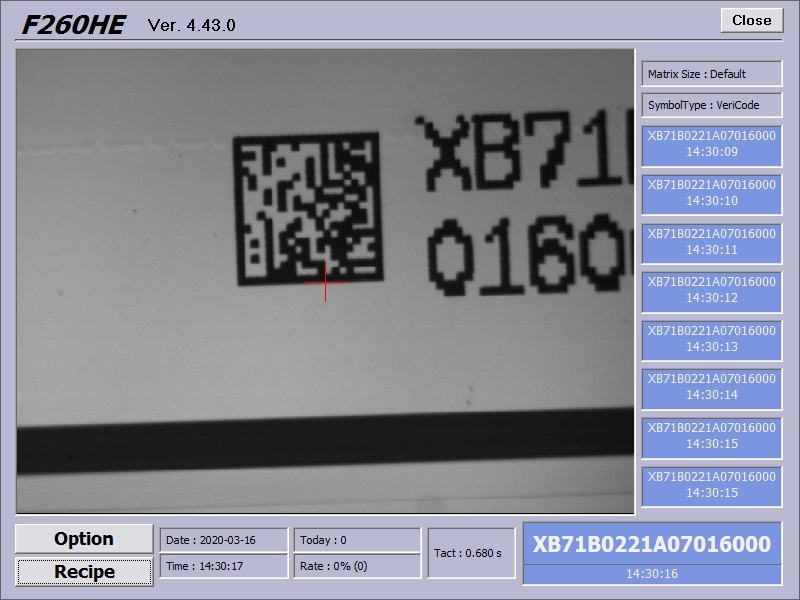 F260HE Ver. 4.43.0
Close
XB71
0160
Matrix Size : Default
SymbolType : VeriCode
XB71B0221A07016000
14:30:09
XB71B0221A07016000
14:30:10
XB71B0221A07016000
14:30:11
XB71B0221A07016000
14:30:12
XB71B0221A07016000
14:30:13
XB71B0221A07016000
14:30:14
XB71B0221A07016000
14:30:15
XB71B0221A07016000
14:30:15
Option
Recipe
Date : 2020-03-16
Time : 14:30:17
Today : 0
Rate : 0% (0)
Tact : 0.680 s
XB71B0221A07016000
14:30:16